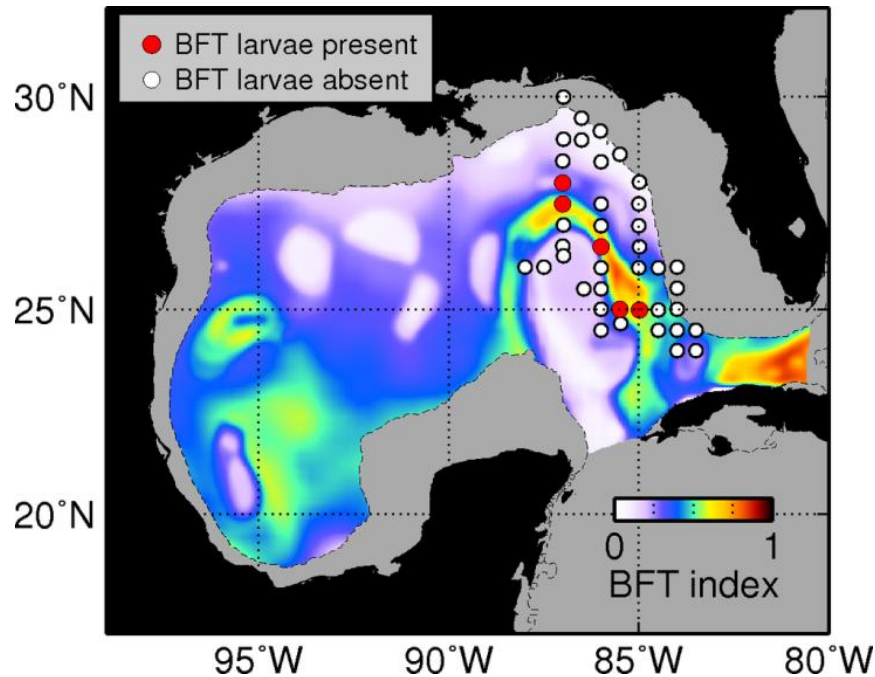 BFT larvae present
BFT larvae absent
30˚N
25˚N
20˚N
0 1
BFT index
95˚W 90˚W 85˚W 80˚W